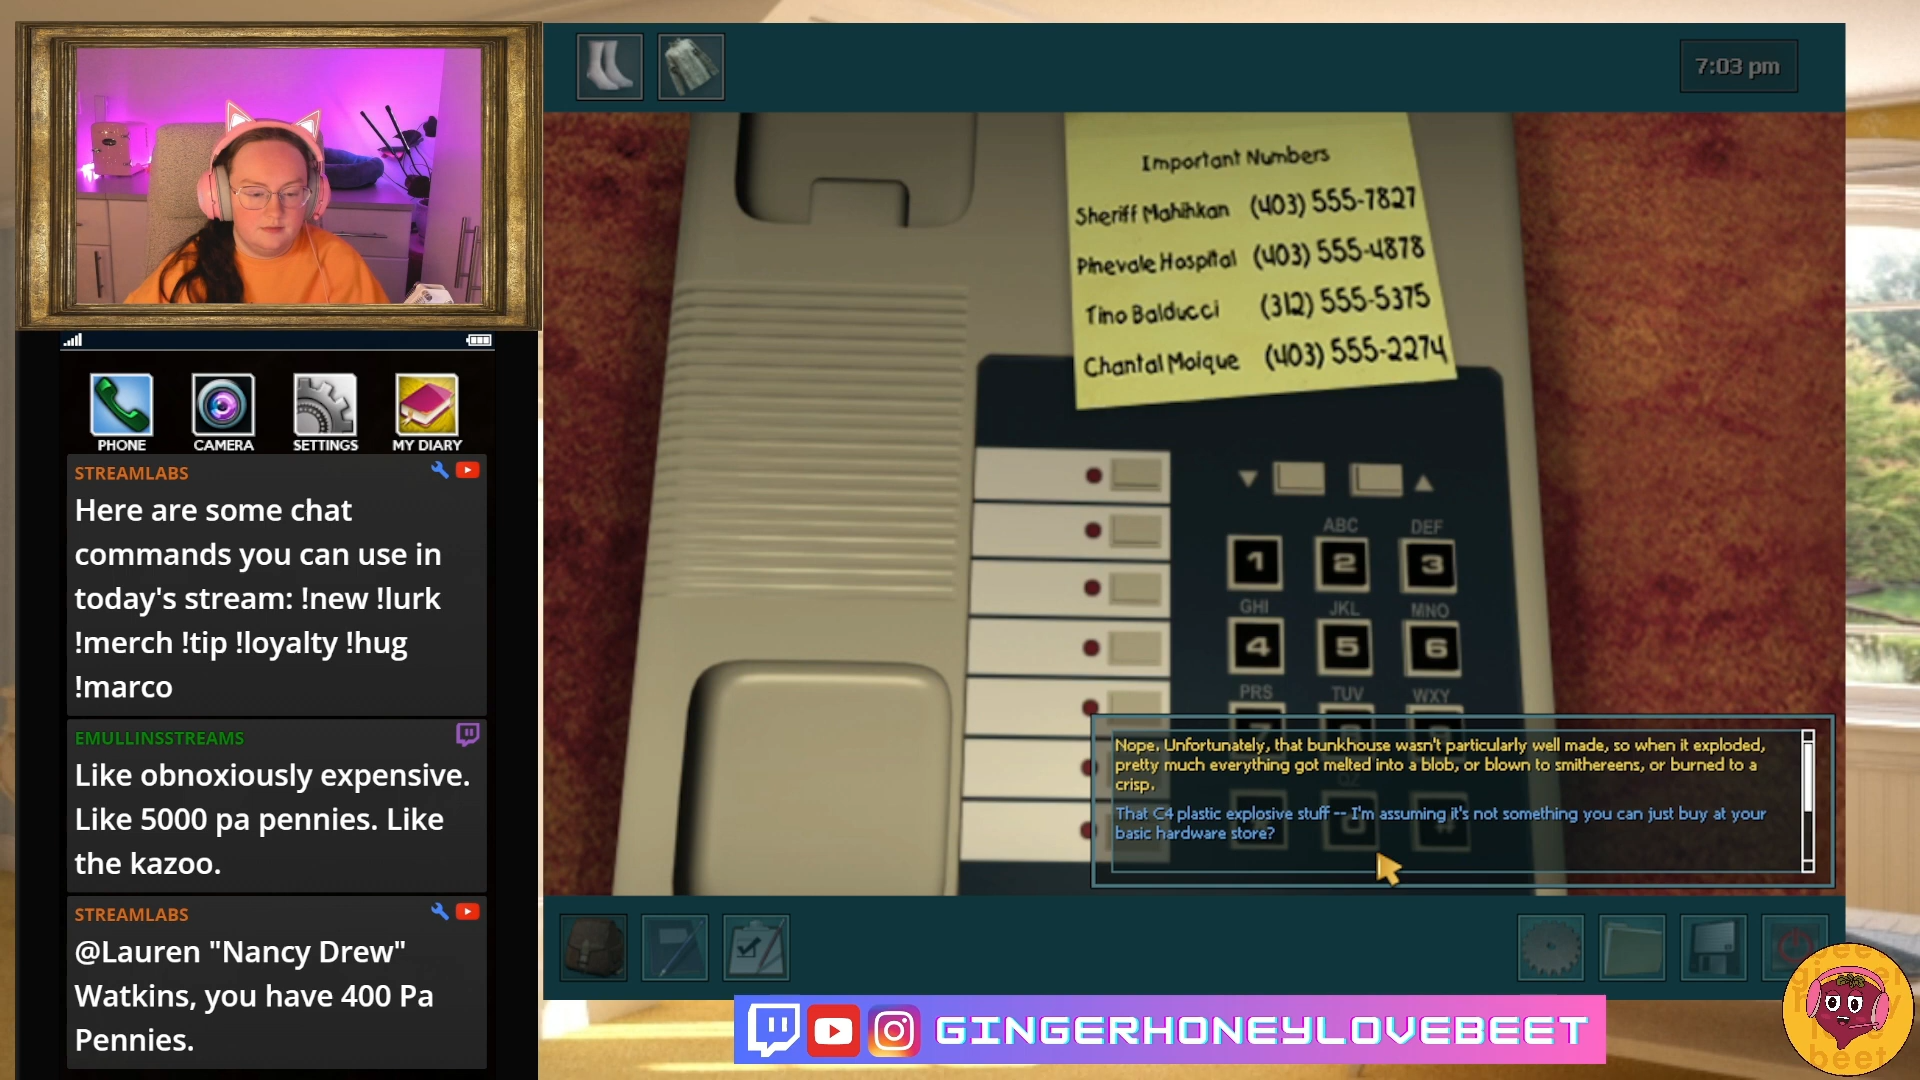 7:03 pm
Important Numbers
Sheriff Mahihkan (403) 555-7827
Pinevale Hospital (403) 555-4878
Tino Balducci (312) 555-5375
Chantal Moique (403) 555-2274
ABC
DEF
1
2
3
GHI
JKL
MNO
4
5
6
PRS
TUV
WXY
Nope. Unfortunately, that bunkhouse wasn't particularly well made, so when it exploded,
pretty much everything got melted into a blob, or blown to smithereens, or burned to a
crisp.
That C4 plastic explosive stuff -- I'm assuming it's not something you can just buy at your
basic hardware store?
PHONE
CAMERA
SETTINGS
MY DIARY
STREAMLABS
Here are some chat
commands you can use in
today's stream: !new !lurk
!merch !tip !loyalty !hug
!marco
EMULLINSSTREAMS
Like obnoxiously expensive.
Like 5000 pa pennies. Like
the kazoo.
STREAMLABS
@Lauren "Nancy Drew"
Watkins, you have 400 Pa
Pennies.
GINGERHONEYLOVEBEET
beet